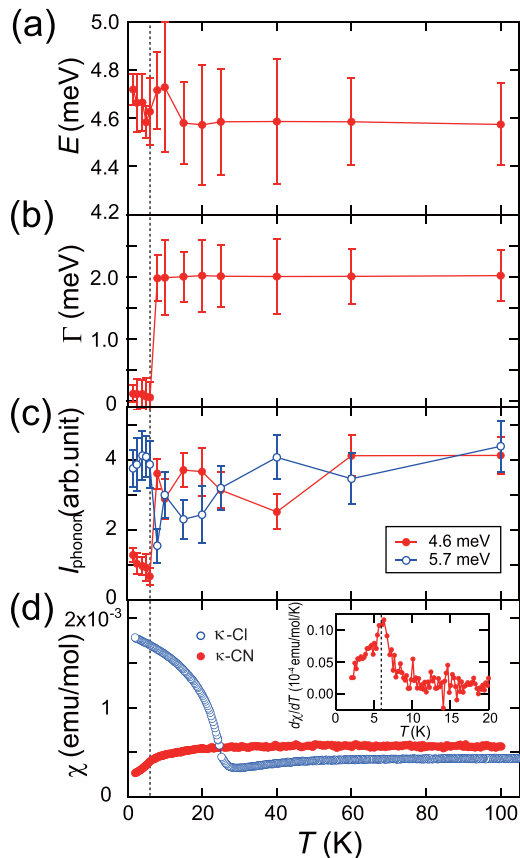 (a)
5.0
4.8
4.6
4.4
4.2
E (meV)
(b)
2.0
1.0
0
Γ (meV)
(c)
4
2
0
I phonon (arb.unit)
4.6 meV
5.7 meV
(d)
2x10⁻³
1
0
χ (emu/mol)
κ-Cl
κ-CN
0.10
0.05
0.00
dχ/dT (10⁻⁴ emu/mol/K)
0 5 10 15 20
T (K)
0 20 40 60 80 100
T (K)